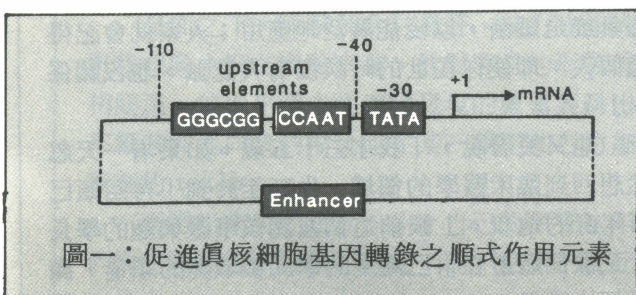 -110
-40
upstream
elements
-30
+1
mRNA
GGGCGG
CCAAT
TATA
Enhancer
圖一：促進眞核細胞基因轉錄之順式作用元素